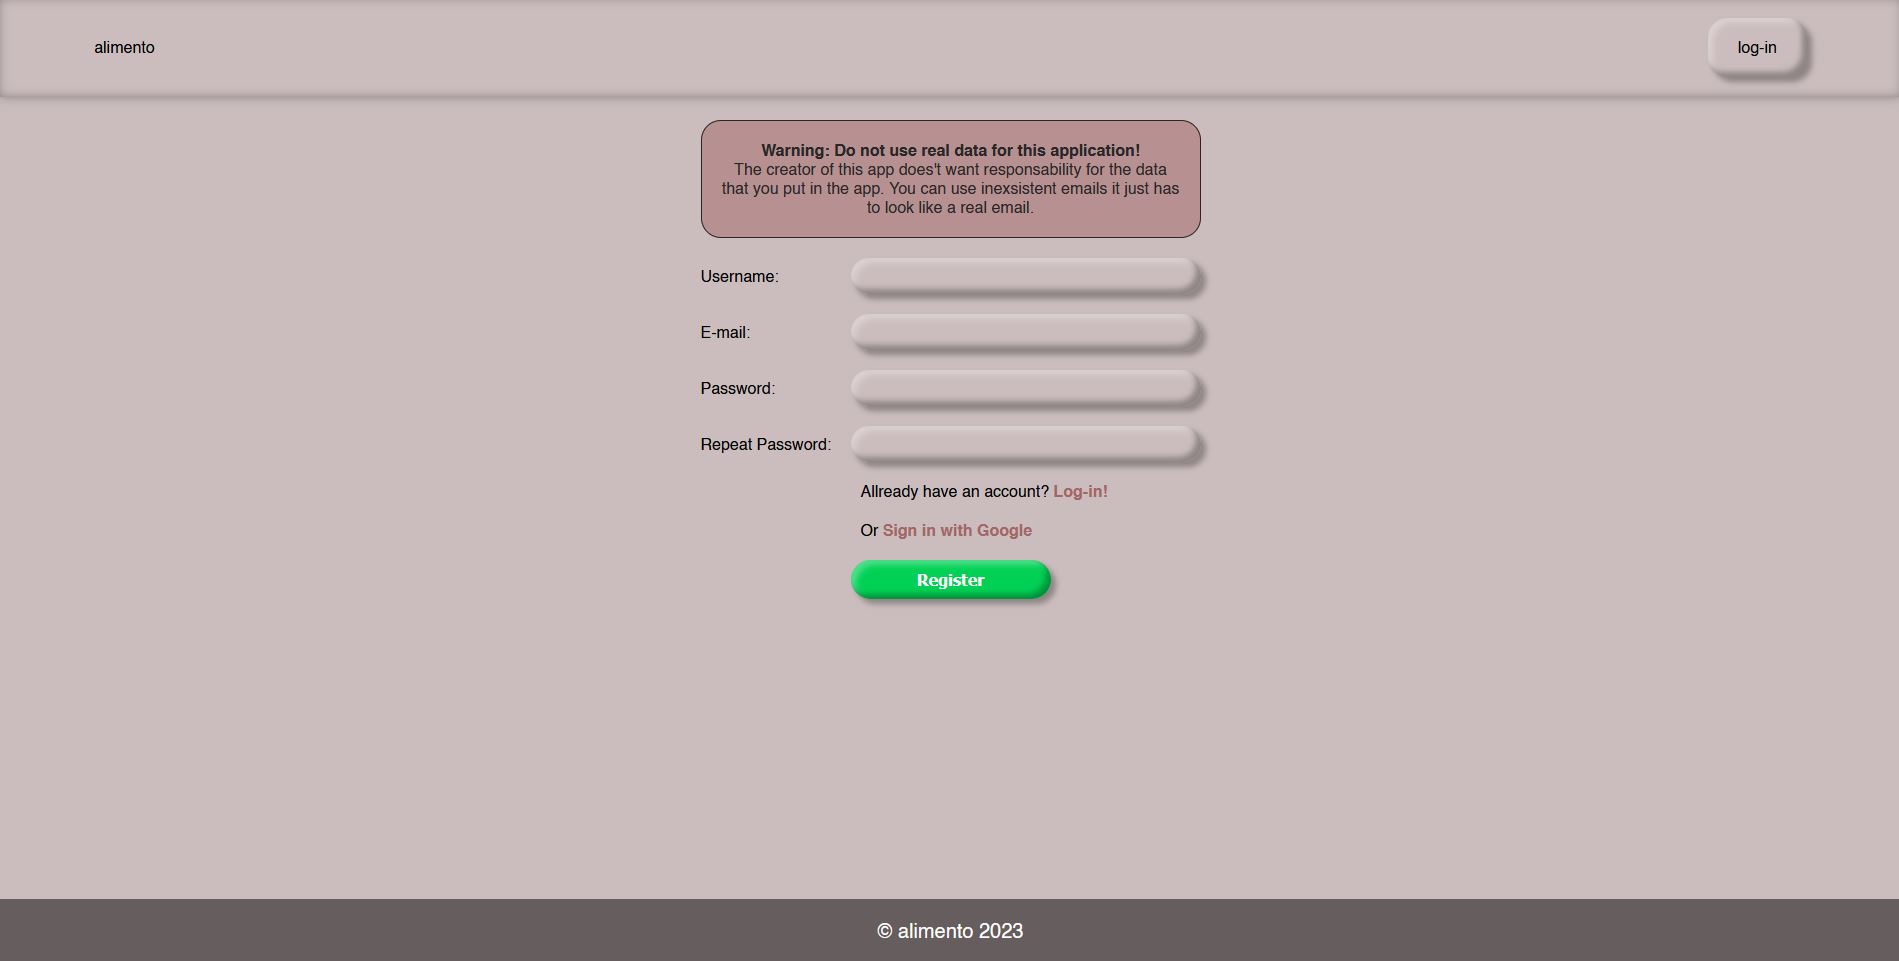 alimento
log-in
Warning: Do not use real data for this application!
The creator of this app does't want responsability for the data
that you put in the app. You can use inexsistent emails it just has
to look like a real email.
Username:
E-mail:
Password:
Repeat Password:
Allready have an account? Log-in!
Or Sign in with Google
Register
© alimento 2023